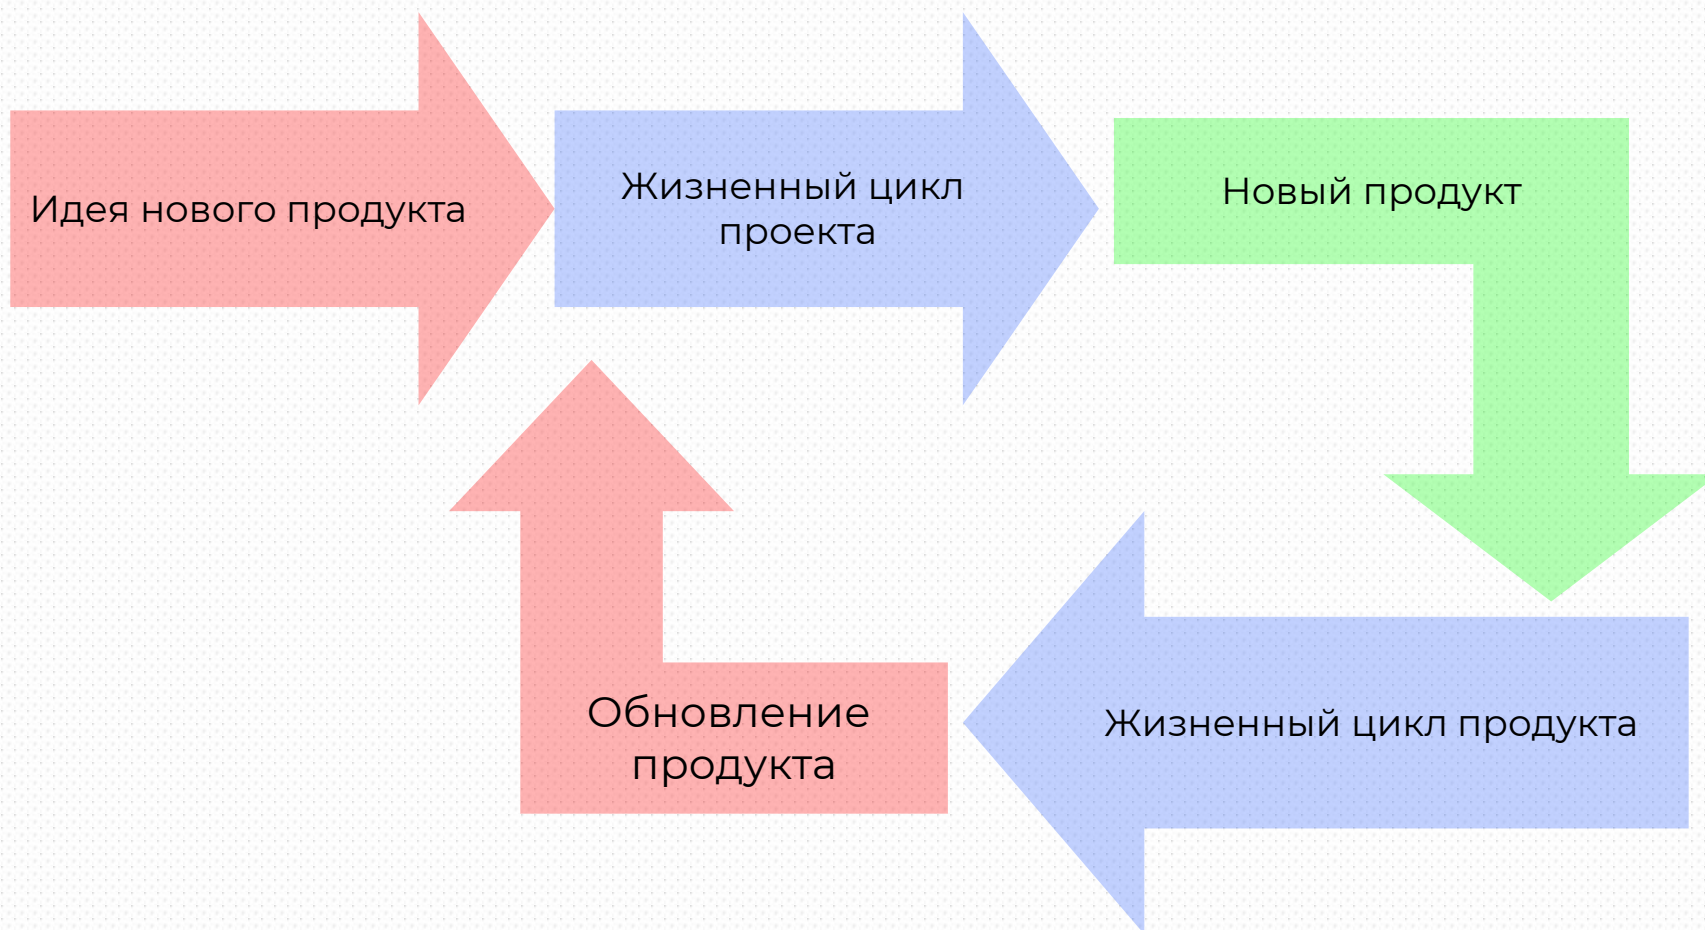 Идея нового продукта
Жизненный цикл
проекта
Новый продукт
Жизненный цикл продукта
Обновление
продукта